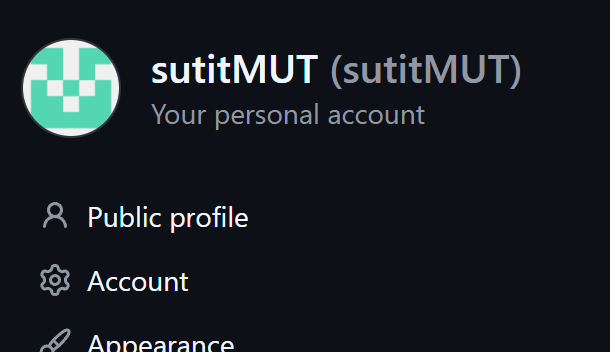 sutitMUT (sutitMUT)
Your personal account
Public profile
Account
Appearance